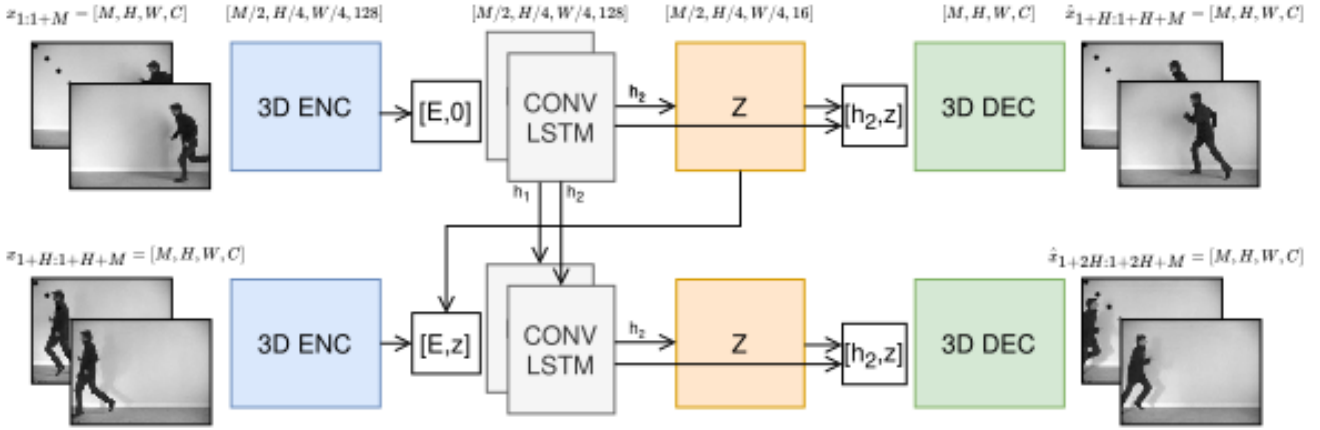 x_{1:1+M} = [M, H, W, C]
[M/2, H/4, W/4, 128]
[M/2, H/4, W/4, 128]
[M/2, H/4, W/4, 16]
[M, H, W, C]
x̂_{1+H:1+H+M} = [M, H, W, C]
3D ENC
[E,0]
CONV
LSTM
h₂
Z
[h₂,z]
3D DEC
h₁
h₂
x_{1+H:1+H+M} = [M, H, W, C]
x̂_{1+2H:1+2H+M} = [M, H, W, C]
3D ENC
[E,z]
CONV
LSTM
h₂
Z
[h₂,z]
3D DEC